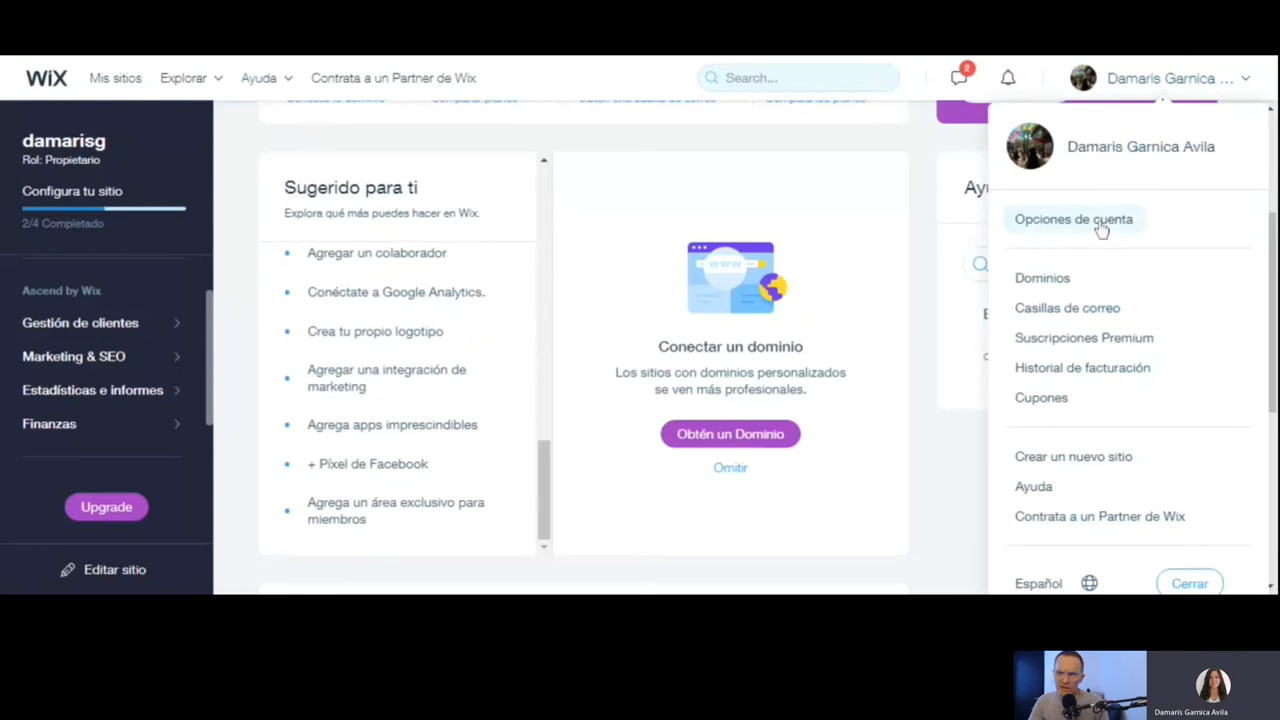 WiX
Mis sitios
Explorar
Ayuda
Contrata a un Partner de Wix
Search...
2
Damaris Garnica ...
damarisg
Rol: Propietario
Configura tu sitio
2/4 Completado
Ascend by Wix
Gestión de clientes
Marketing & SEO
Estadísticas e informes
Finanzas
Upgrade
Editar sitio
Sugerido para ti
Explora qué más puedes hacer en Wix.
Agregar un colaborador
Conéctate a Google Analytics.
Crea tu propio logotipo
Agregar una integración de
marketing
Agrega apps imprescindibles
+ Píxel de Facebook
Agrega un área exclusivo para
miembros
www
Conectar un dominio
Los sitios con dominios personalizados
se ven más profesionales.
Obtén un Dominio
Omitir
Damaris Garnica Avila
Opciones de cuenta
Dominios
Casillas de correo
Suscripciones Premium
Historial de facturación
Cupones
Crear un nuevo sitio
Ayuda
Contrata a un Partner de Wix
Español
Cerrar
Damaris Garnica Avila